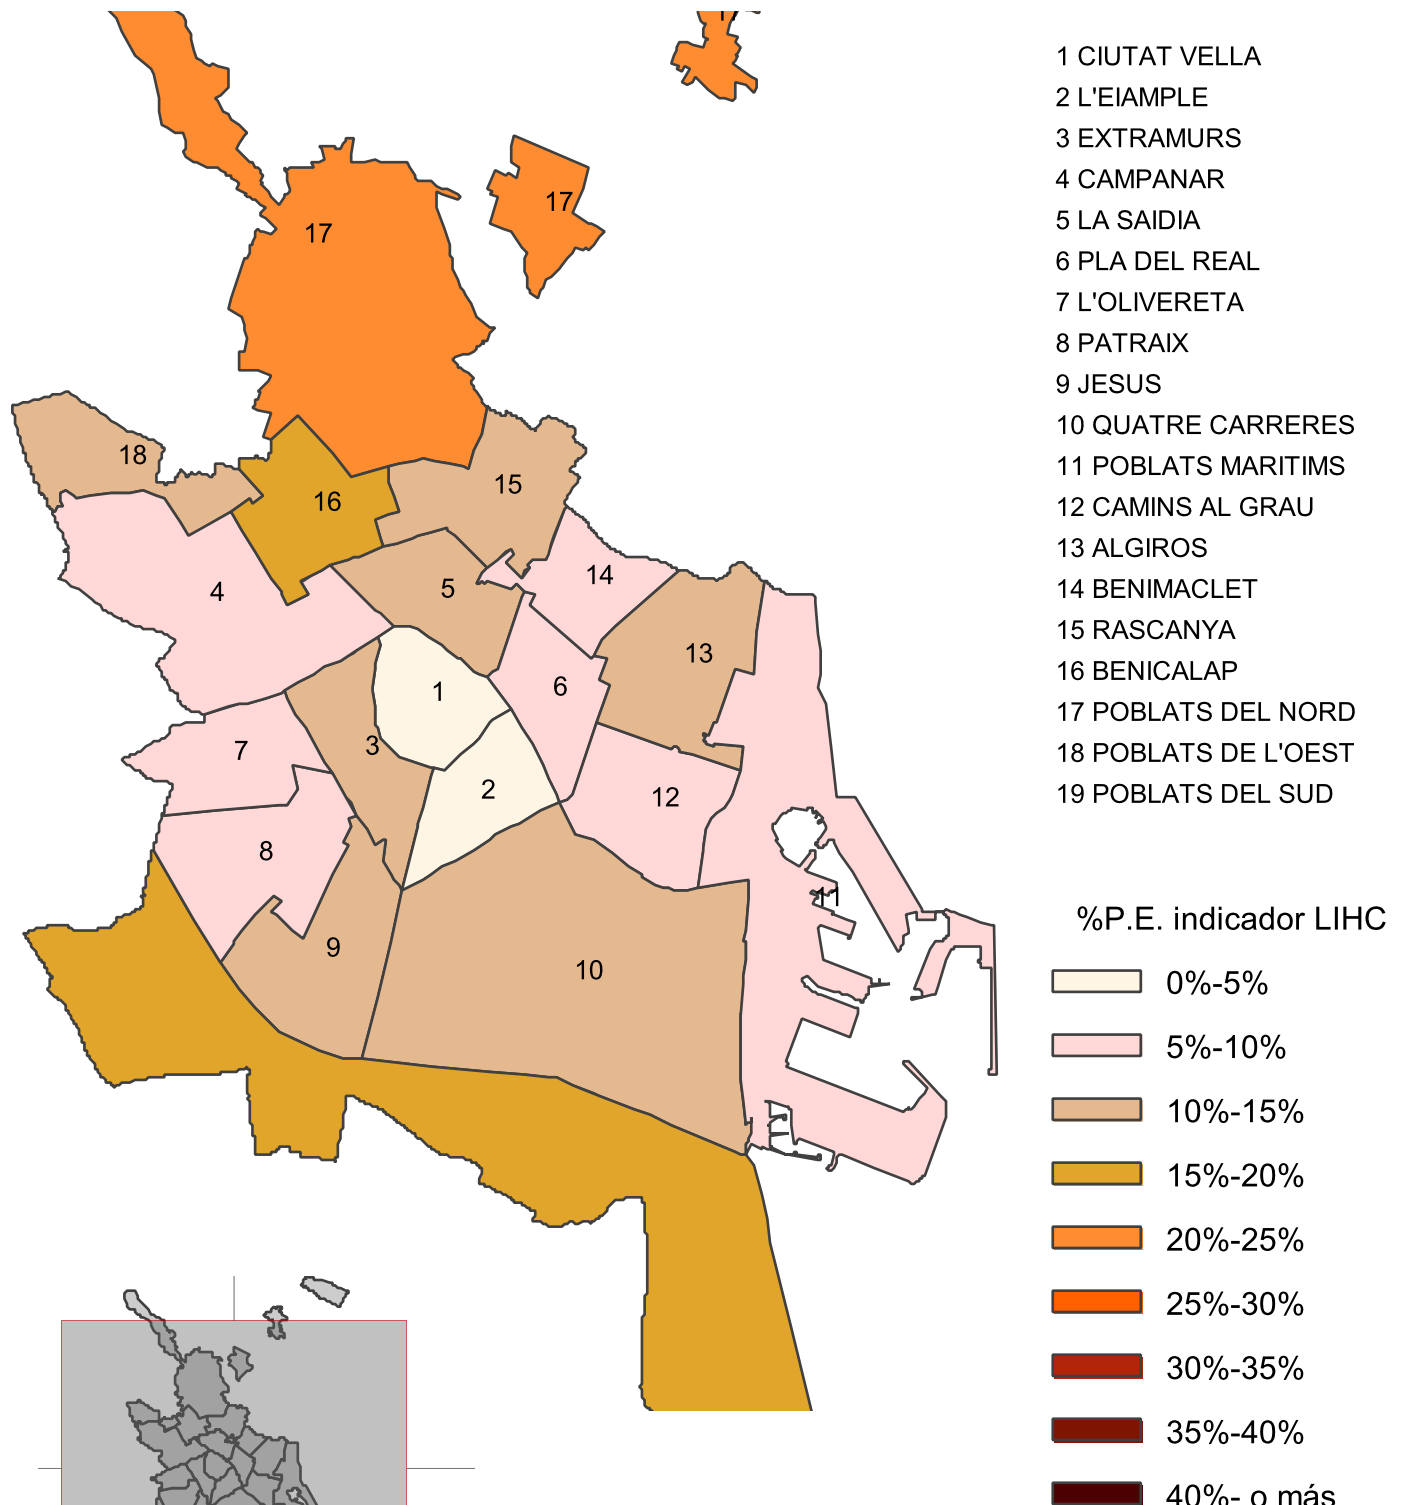 17
1 CIUTAT VELLA
2 L'EIAMPLE
3 EXTRAMURS
4 CAMPANAR
5 LA SAIDIA
6 PLA DEL REAL
7 L'OLIVERETA
8 PATRAIX
9 JESUS
10 QUATRE CARRERES
11 POBLATS MARITIMS
12 CAMINS AL GRAU
13 ALGIROS
14 BENIMACLET
15 RASCANYA
16 BENICALAP
17 POBLATS DEL NORD
18 POBLATS DE L'OEST
19 POBLATS DEL SUD
17
17
18
15
16
14
5
4
13
6
1
3
7
2
12
8
11
9
10
%P.E. indicador LIHC
0%-5%
5%-10%
10%-15%
15%-20%
20%-25%
25%-30%
30%-35%
35%-40%
40%- o más